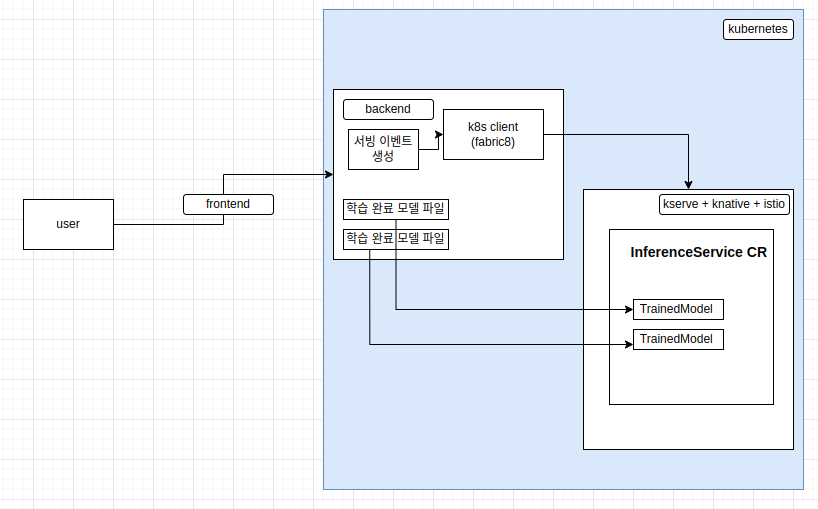 kubernetes
backend
서빙 이벤트
생성
k8s client
(fabric8)
frontend
user
학습 완료 모델 파일
학습 완료 모델 파일
kserve + knative + istio
InferenceService CR
TrainedModel
TrainedModel